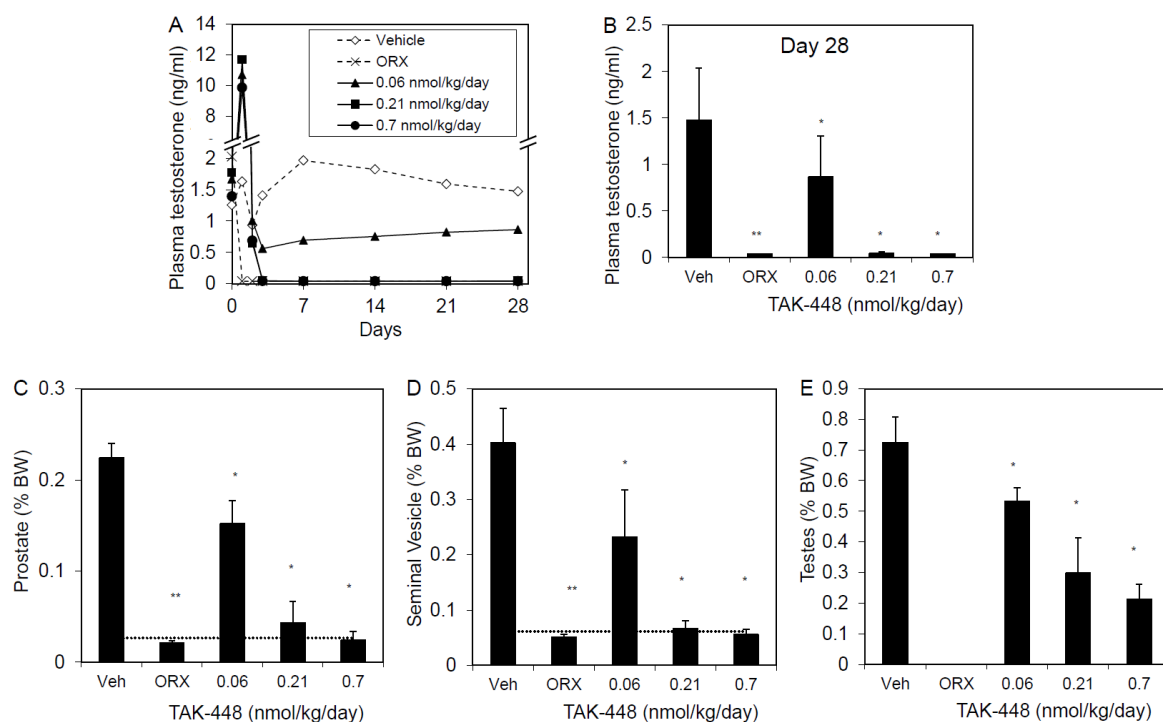 A
14
12
10
8
6
2
1.5
1
0.5
0
Plasma testosterone (ng/ml)
Vehicle
ORX
0.06 nmol/kg/day
0.21 nmol/kg/day
0.7 nmol/kg/day
0 7 14 21 28
Days
B
2.5
2
1.5
1
0.5
0
Plasma testosterone (ng/ml)
Day 28
** * * *
Veh ORX 0.06 0.21 0.7
TAK-448 (nmol/kg/day)
C
0.3
0.2
0.1
0
Prostate (% BW)
** * * *
Veh ORX 0.06 0.21 0.7
TAK-448 (nmol/kg/day)
D
0.5
0.4
0.3
0.2
0.1
0
Seminal Vesicle (% BW)
** * * *
Veh ORX 0.06 0.21 0.7
TAK-448 (nmol/kg/day)
E
0.9
0.8
0.7
0.6
0.5
0.4
0.3
0.2
0.1
0
Testes (% BW)
* * *
Veh ORX 0.06 0.21 0.7
TAK-448 (nmol/kg/day)